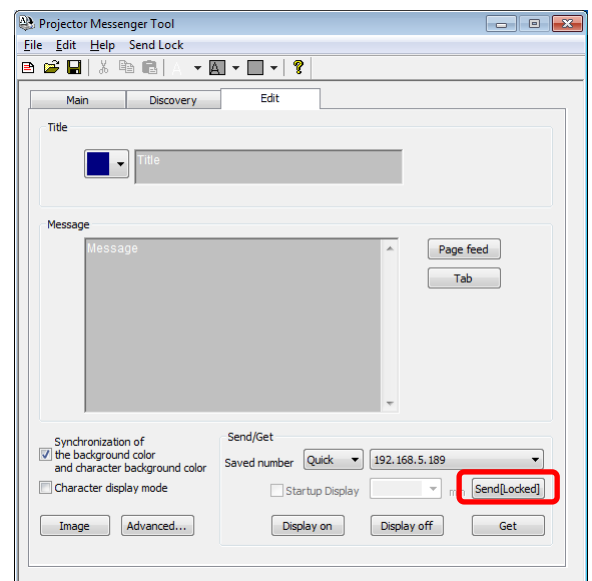 Projector Messenger Tool
File Edit Help Send Lock
A A
Main Discovery Edit
Title
Title
Message
Message
Page feed
Tab
Synchronization of
the background color
and character background color
Character display mode
Image Advanced...
Send/Get
Saved number Quick 192.168.5.189
Startup Display Send[Locked]
Display on Display off Get